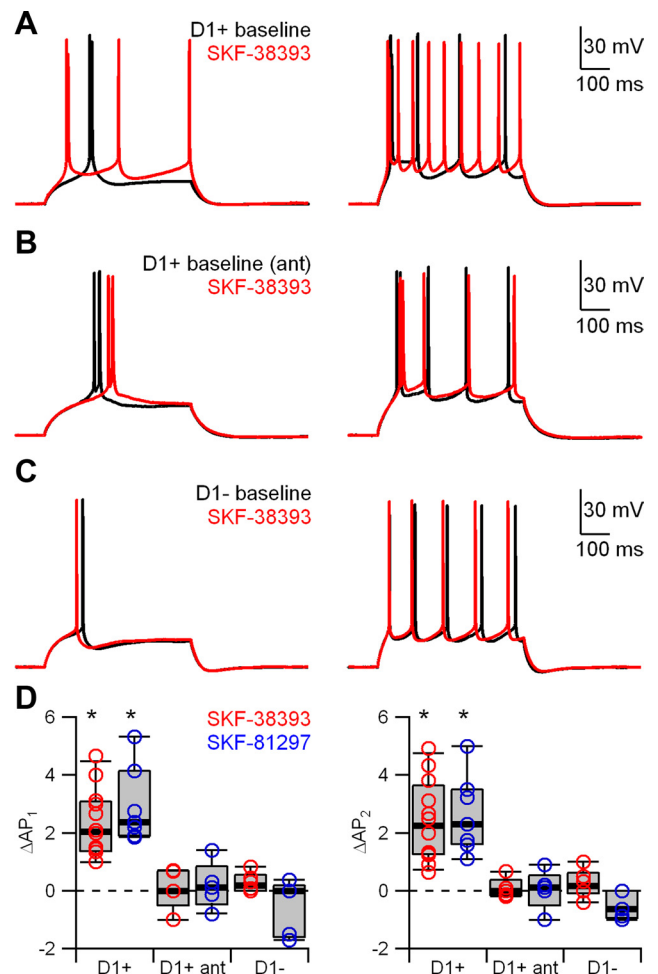 A
D1+ baseline
SKF-38393
30 mV
100 ms
B
D1+ baseline (ant)
SKF-38393
30 mV
100 ms
C
D1- baseline
SKF-38393
30 mV
100 ms
D
SKF-38393
SKF-81297
* *
6
4
2
0
-2
ΔAP1
D1+ D1+ ant D1-
* *
6
4
2
0
-2
ΔAP2
D1+ D1+ ant D1-